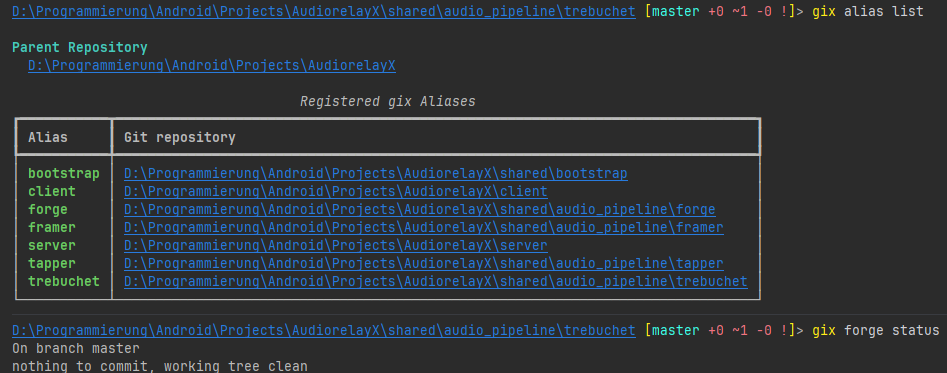 D:\Programmierung\Android\Projects\AudiorelayX\shared\audio_pipeline\trebuchet [master +0 ~1 -0 !]> gix alias list
Parent Repository
D:\Programmierung\Android\Projects\AudiorelayX
Registered gix Aliases
Alias Git repository
bootstrap D:\Programmierung\Android\Projects\AudiorelayX\shared\bootstrap
client D:\Programmierung\Android\Projects\AudiorelayX\client
forge D:\Programmierung\Android\Projects\AudiorelayX\shared\audio_pipeline\forge
framer D:\Programmierung\Android\Projects\AudiorelayX\shared\audio_pipeline\framer
server D:\Programmierung\Android\Projects\AudiorelayX\server
tapper D:\Programmierung\Android\Projects\AudiorelayX\shared\audio_pipeline\tapper
trebuchet D:\Programmierung\Android\Projects\AudiorelayX\shared\audio_pipeline\trebuchet
D:\Programmierung\Android\Projects\AudiorelayX\shared\audio_pipeline\trebuchet [master +0 ~1 -0 !]> gix forge status
On branch master
nothing to commit, working tree clean